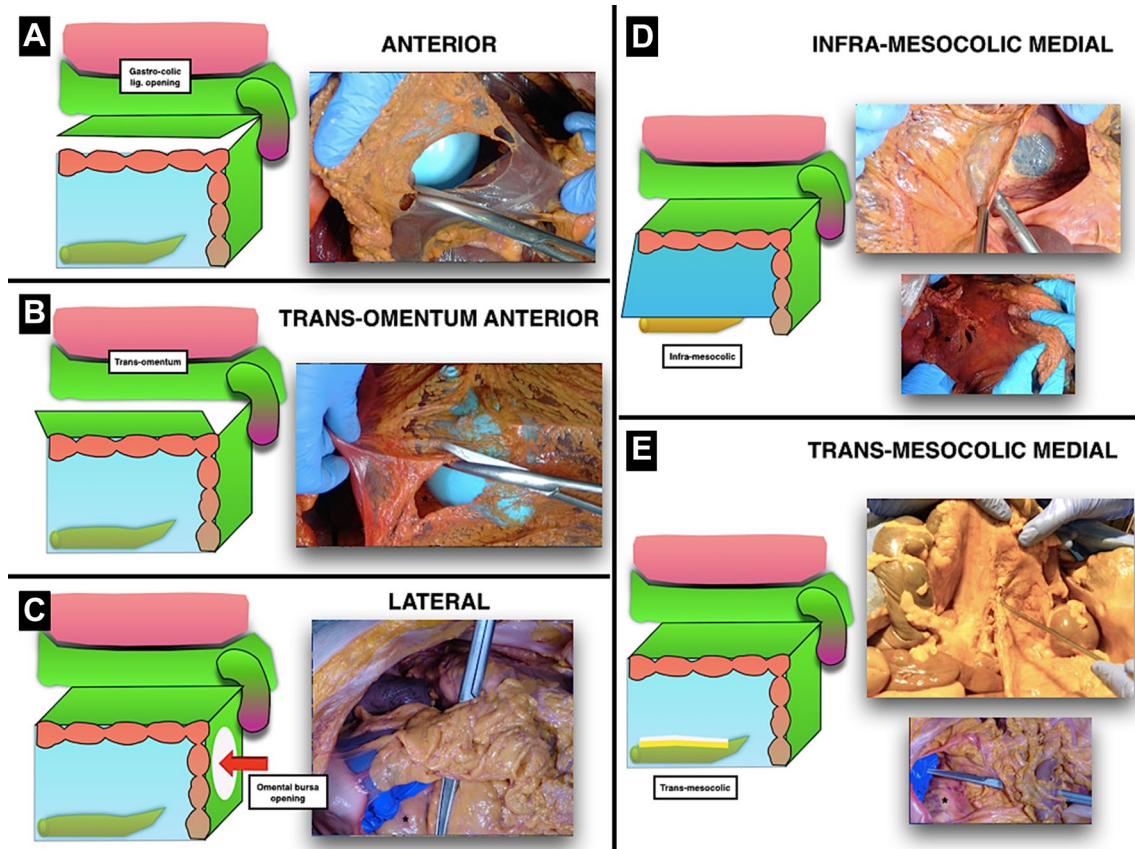 A
ANTERIOR
Gastro-colic
lig. opening
B
TRANS-OMENTUM ANTERIOR
Trans-omentum
C
LATERAL
Omental bursa
opening
D
INFRA-MESOCOLIC MEDIAL
Infra-mesocolic
E
TRANS-MESOCOLIC MEDIAL
Trans-mesocolic